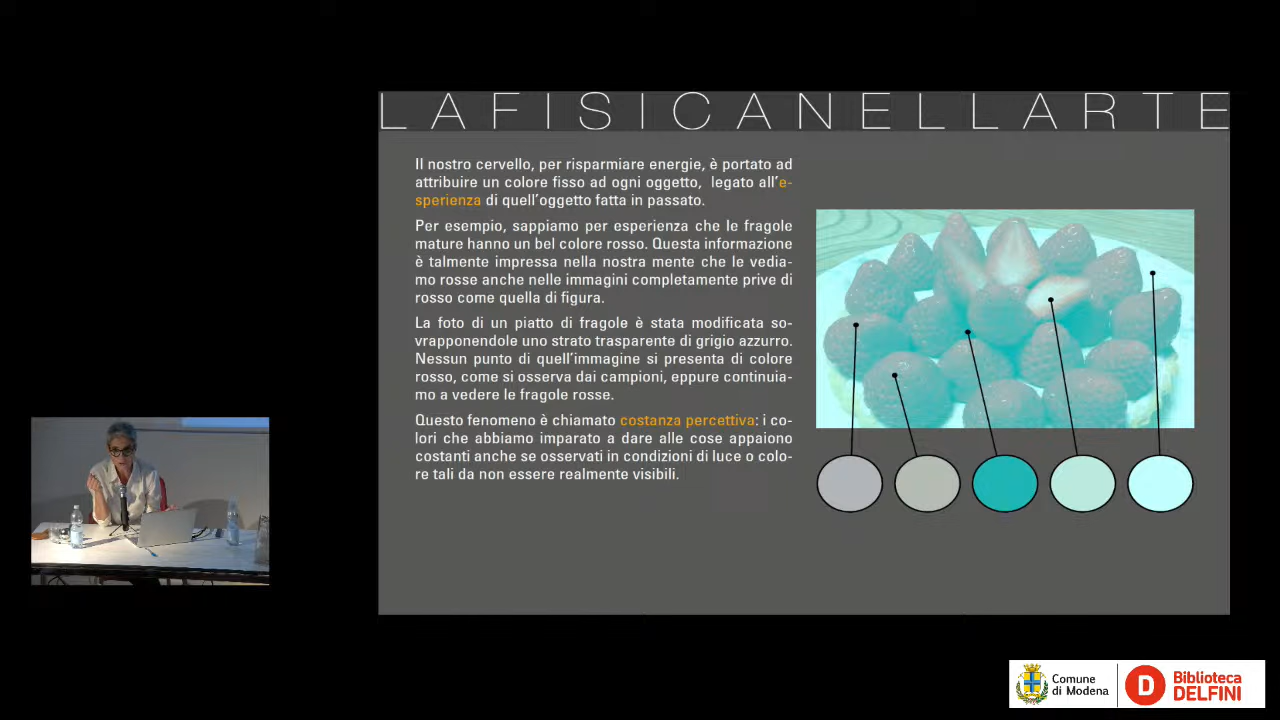 LAFISICANELLARTE
Il nostro cervello, per risparmiare energie, è portato ad
attribuire un colore fisso ad ogni oggetto, legato all'e-
sperienza di quell'oggetto fatta in passato.
Per esempio, sappiamo per esperienza che le fragole
mature hanno un bel colore rosso. Questa informazione
è talmente impressa nella nostra mente che le vedia-
mo rosse anche nelle immagini completamente prive di
rosso come quella di figura.
La foto di un piatto di fragole è stata modificata so-
vrapponendole uno strato trasparente di grigio azzurro.
Nessun punto di quell'immagine si presenta di colore
rosso, come si osserva dai campioni, eppure continuia-
mo a vedere le fragole rosse.
Questo fenomeno è chiamato costanza percettiva: i co-
lori che abbiamo imparato a dare alle cose appaiono
costanti anche se osservati in condizioni di luce o colo-
re tali da non essere realmente visibili.
Comune
di Modena
D
Biblioteca
DELFINI